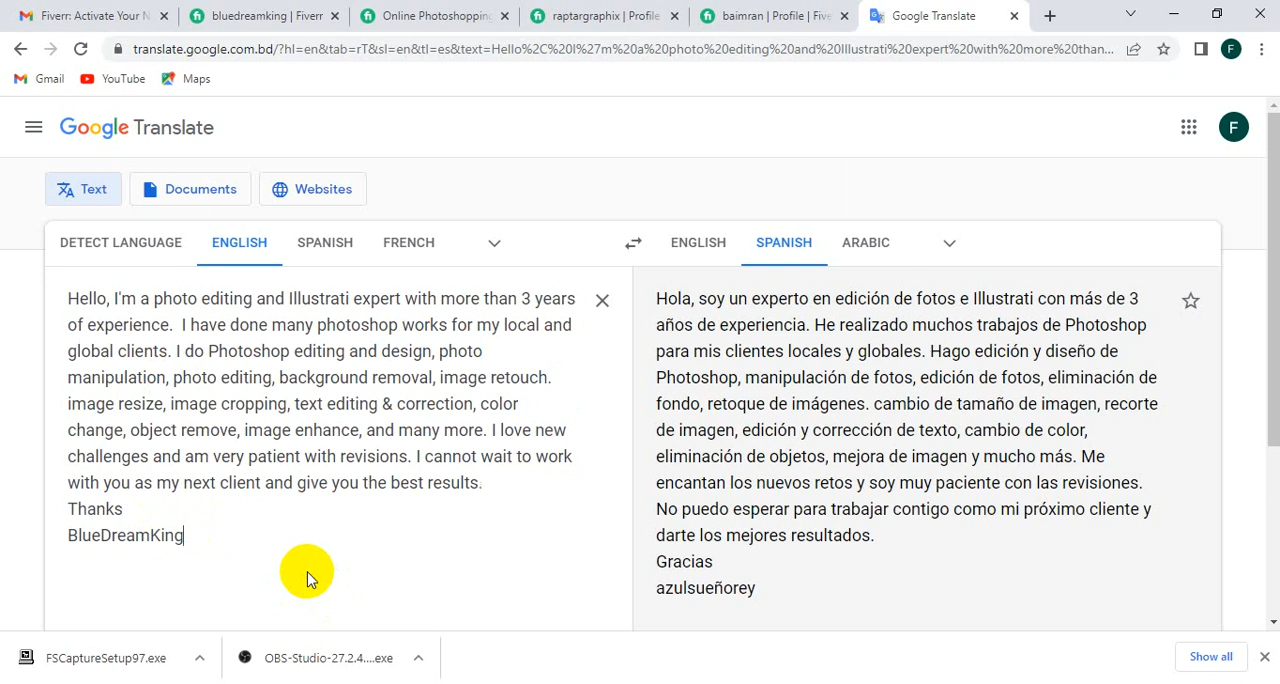 Fiverr: Activate Your N
bluedreamking | Fiverr
Online Photoshopping
raptargraphix | Profile
baimran | Profile | Five
Google Translate
translate.google.com.bd/?hl=en&tab=rT&sl=en&tl=es&text=Hello%2C%20I%27m%20a%20photo%20editing%20and%20Illustrati%20expert%20with%20more%20than...
F
Gmail
YouTube
Maps
Google Translate
F
Text
Documents
Websites
DETECT LANGUAGE
ENGLISH
SPANISH
FRENCH
ENGLISH
SPANISH
ARABIC
Hello, I'm a photo editing and Illustrati expert with more than 3 years
of experience.  I have done many photoshop works for my local and
global clients. I do Photoshop editing and design, photo
manipulation, photo editing, background removal, image retouch.
image resize, image cropping, text editing & correction, color
change, object remove, image enhance, and many more. I love new
challenges and am very patient with revisions. I cannot wait to work
with you as my next client and give you the best results.
Thanks
BlueDreamKing
Hola, soy un experto en edición de fotos e Illustrati con más de 3
años de experiencia. He realizado muchos trabajos de Photoshop
para mis clientes locales y globales. Hago edición y diseño de
Photoshop, manipulación de fotos, edición de fotos, eliminación de
fondo, retoque de imágenes. cambio de tamaño de imagen, recorte
de imagen, edición y corrección de texto, cambio de color,
eliminación de objetos, mejora de imagen y mucho más. Me
encantan los nuevos retos y soy muy paciente con las revisiones.
No puedo esperar para trabajar contigo como mi próximo cliente y
darte los mejores resultados.
Gracias
azulsueñorey
FSCaptureSetup97.exe
OBS-Studio-27.2.4....exe
Show all